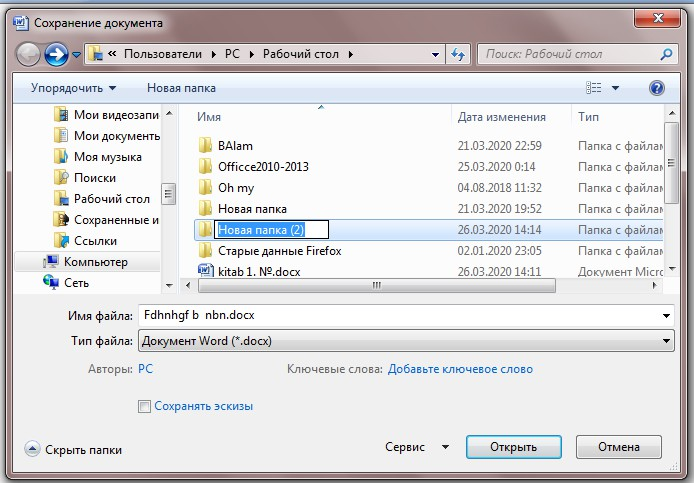 Сохранение документа
« Пользователи ▸ PC ▸ Рабочий стол ▸
Поиск: Рабочий стол
Упорядочить Новая папка
Имя Дата изменения Тип
Мои видеозапи
Мои документы
Моя музыка
Поиски
Рабочий стол
Сохраненные и
Ссылки
Компьютер
Сеть
BAlam 21.03.2020 22:59 Папка с файлам
Officce2010-2013 25.03.2020 0:14 Папка с файлам
Oh my 04.08.2018 11:32 Папка с файлам
Новая папка 21.03.2020 19:52 Папка с файлам
Новая папка (2) 26.03.2020 14:14 Папка с файлам
Старые данные Firefox 02.01.2020 23:05 Папка с файлам
kitab 1. №.docx 26.03.2020 14:11 Документ Micro
Имя файла: Fdhnhgf b nbn.docx
Тип файла: Документ Word (*.docx)
Авторы: PC Ключевые слова: Добавьте ключевое слово
Сохранять эскизы
Скрыть папки Сервис Открыть Отмена